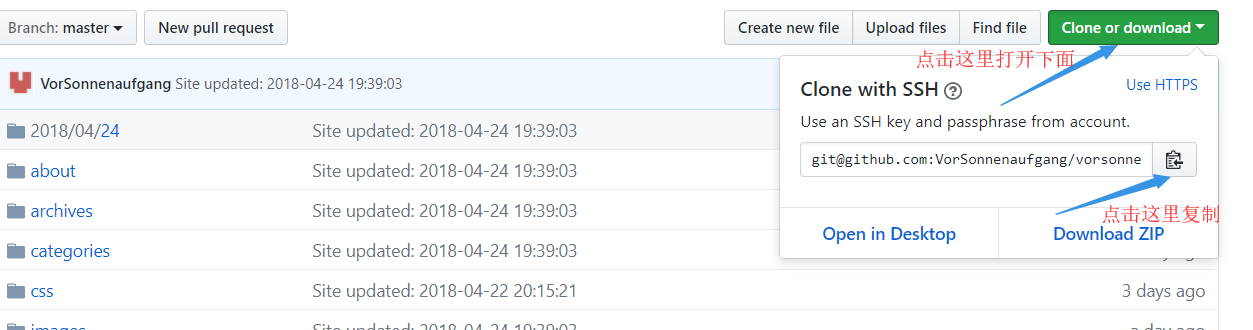 Branch: master
New pull request
Create new file
Upload files
Find file
Clone or download
点击这里打开下面
VorSonnenaufgang Site updated: 2018-04-24 19:39:03
Clone with SSH
Use HTTPS
Use an SSH key and passphrase from account.
git@github.com:VorSonnenaufgang/vorsonne
点击这里复制
Open in Desktop
Download ZIP
2018/04/24 Site updated: 2018-04-24 19:39:03
about Site updated: 2018-04-24 19:39:03
archives Site updated: 2018-04-24 19:39:03
categories Site updated: 2018-04-24 19:39:03
css Site updated: 2018-04-22 20:15:21 3 days ago
images Site updated: 2018-04-24 19:39:03 a day ago